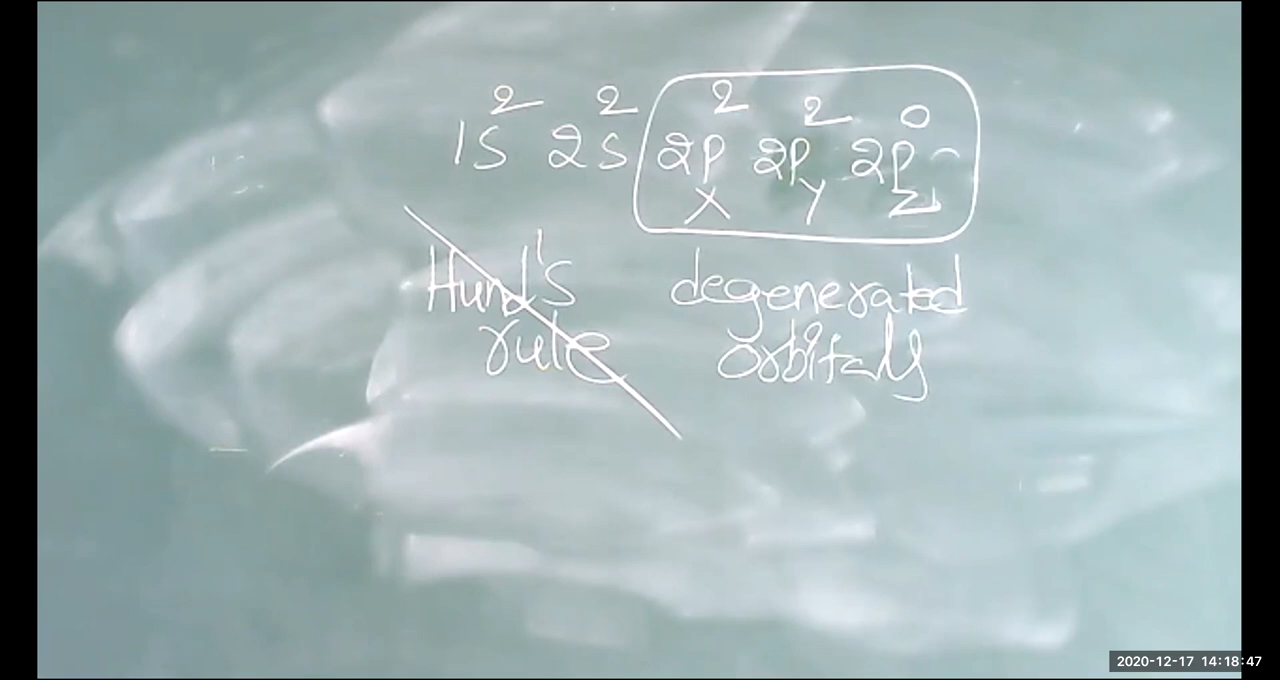 1S² 2S² 2Px² 2Py² 2Pz⁰
Hund's
rule
degenerated
orbitals
2020-12-17 14:18:47